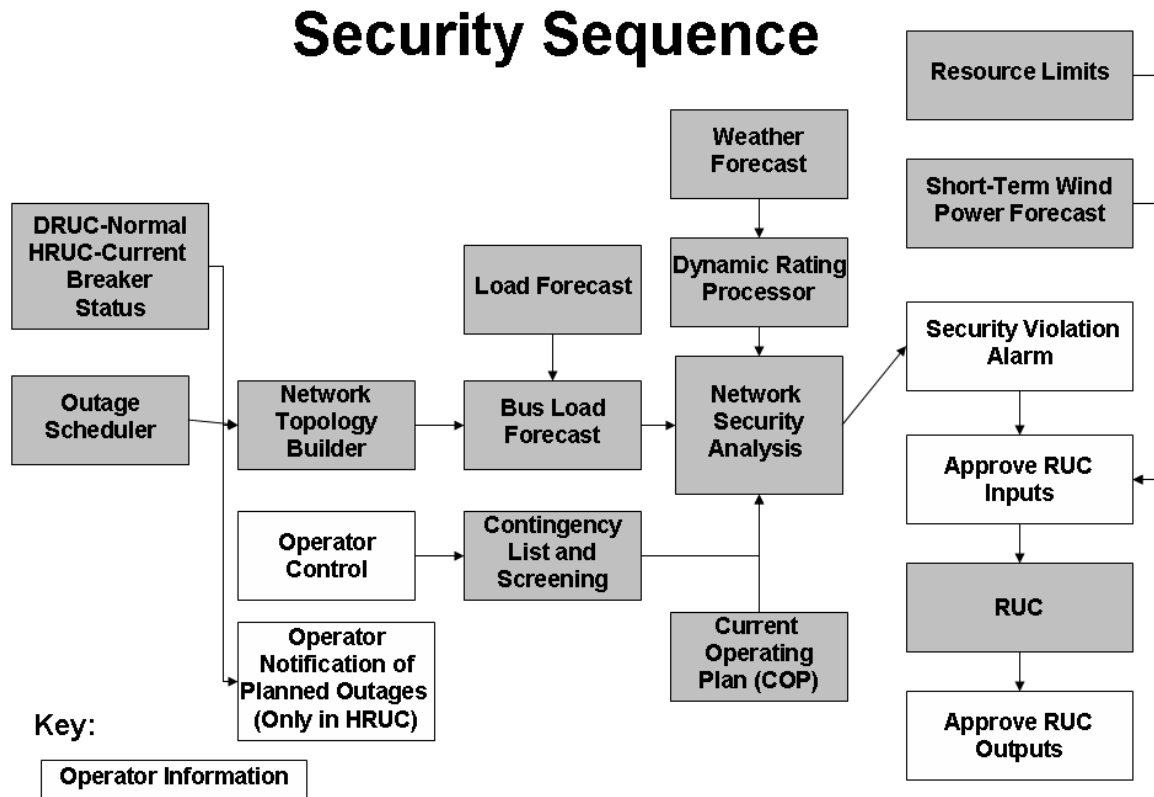 Security Sequence
Resource Limits
Weather
Forecast
Short-Term Wind
Power Forecast
DRUC-Normal
HRUC-Current
Breaker
Status
Load Forecast
Dynamic Rating
Processor
Security Violation
Alarm
Outage
Scheduler
Network
Topology
Builder
Bus Load
Forecast
Network
Security
Analysis
Approve RUC
Inputs
Operator
Control
Contingency
List and
Screening
RUC
Operator
Notification of
Planned Outages
(Only in HRUC)
Current
Operating
Plan (COP)
Approve RUC
Outputs
Key:
Operator Information